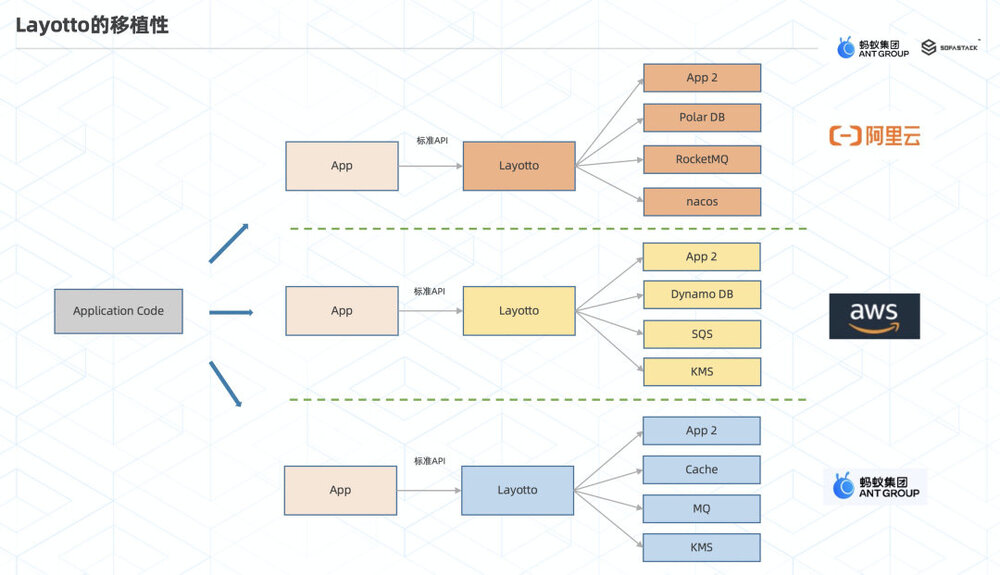 Layotto的移植性
蚂蚁集团
ANT GROUP
SOFASTACK
App 2
Polar DB
RocketMQ
nacos
标准API
App
Layotto
阿里云
Application Code
App 2
Dynamo DB
SQS
KMS
标准API
App
Layotto
aws
App 2
Cache
MQ
KMS
标准API
App
Layotto
蚂蚁集团
ANT GROUP